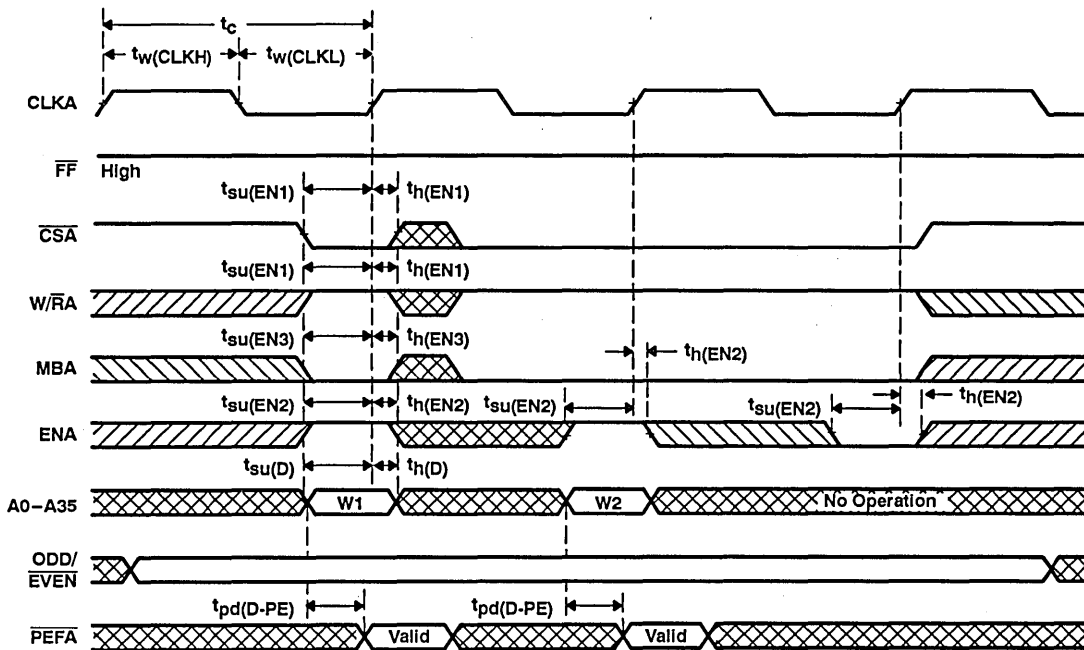 tc
tw(CLKH) tw(CLKL)
CLKA
FF High
tsu(EN1) th(EN1)
CSA
tsu(EN1) th(EN1)
W/RA
tsu(EN3) th(EN3)
th(EN2)
MBA
tsu(EN2) th(EN2) tsu(EN2) tsu(EN2) th(EN2)
ENA
tsu(D) th(D)
A0–A35 W1 W2 No Operation
ODD/
EVEN
tpd(D-PE) tpd(D-PE)
PEFA Valid Valid